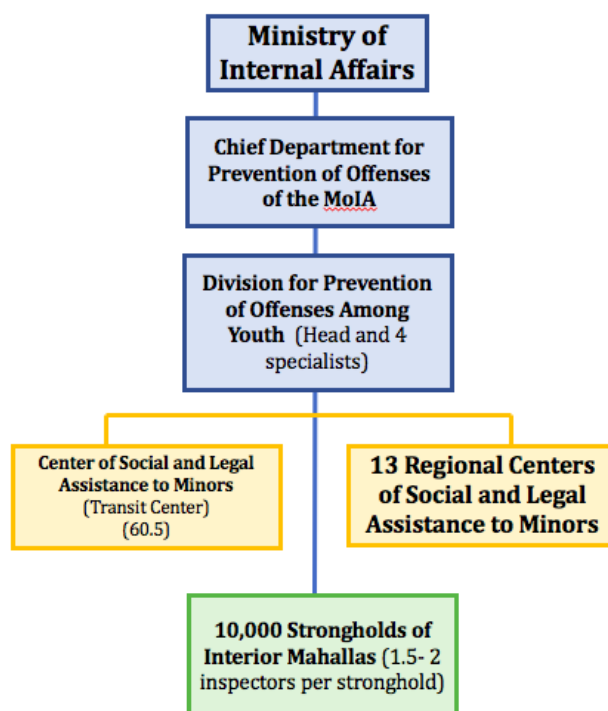 Ministry of
Internal Affairs
Chief Department for
Prevention of Offenses
of the MoIA
Division for Prevention
of Offenses Among
Youth (Head and 4
specialists)
Center of Social and Legal
Assistance to Minors
(Transit Center)
(60.5)
13 Regional Centers
of Social and Legal
Assistance to Minors
10,000 Strongholds of
Interior Mahallas (1.5- 2
inspectors per stronghold)